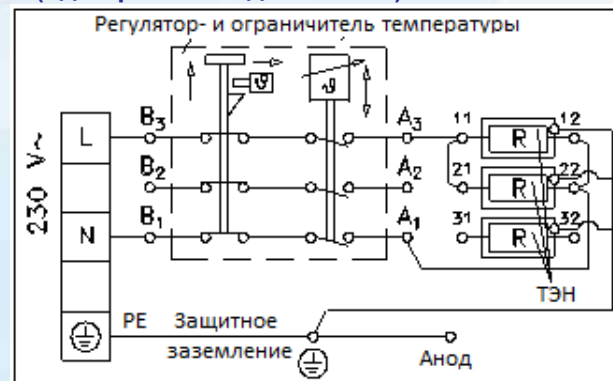 Регулятор- и ограничитель температуры
230 V~
L
N
B3
B2
B1
ϑ
ϑ
A3
A2
A1
11 R 12
21 R 22
31 R 32
ТЭН
PE Защитное заземление
Анод